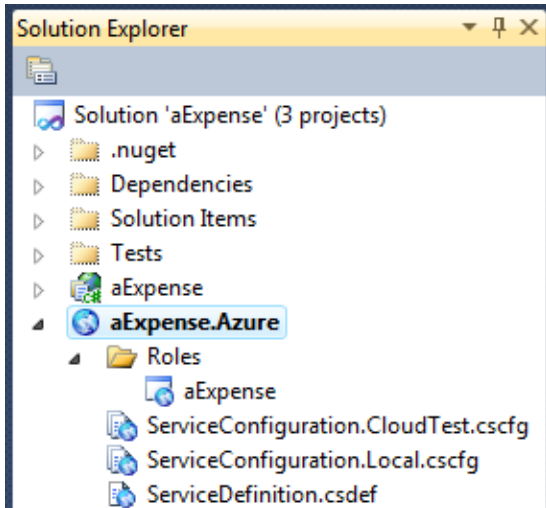 Solution Explorer
Solution 'aExpense' (3 projects)
.nuget
Dependencies
Solution Items
Tests
aExpense
aExpense.Azure
Roles
aExpense
ServiceConfiguration.CloudTest.cscfg
ServiceConfiguration.Local.cscfg
ServiceDefinition.csdef